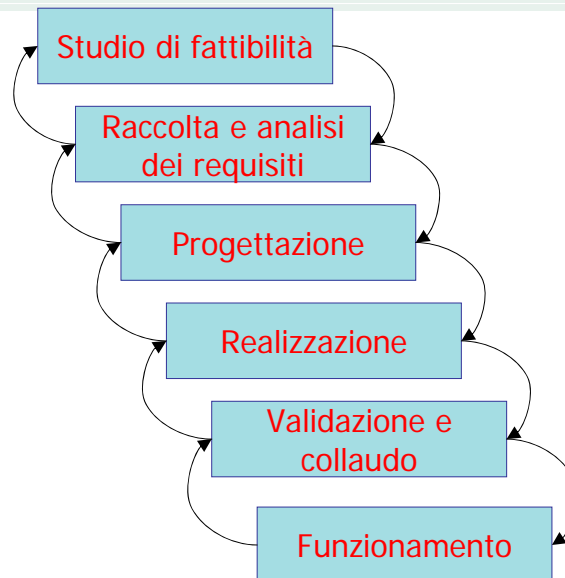 Studio di fattibilità
Raccolta e analisi
dei requisiti
Progettazione
Realizzazione
Validazione e
collaudo
Funzionamento